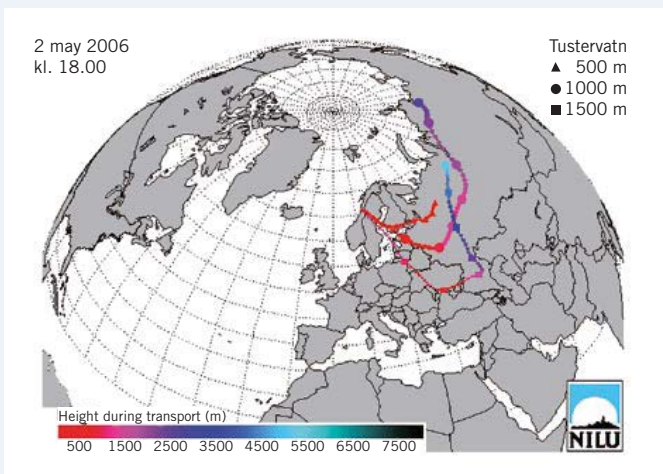 2 may 2006
kl. 18.00
Tustervatn
▲ 500 m
● 1000 m
■ 1500 m
Height during transport (m)
500 1500 2500 3500 4500 5500 6500 7500
NILU